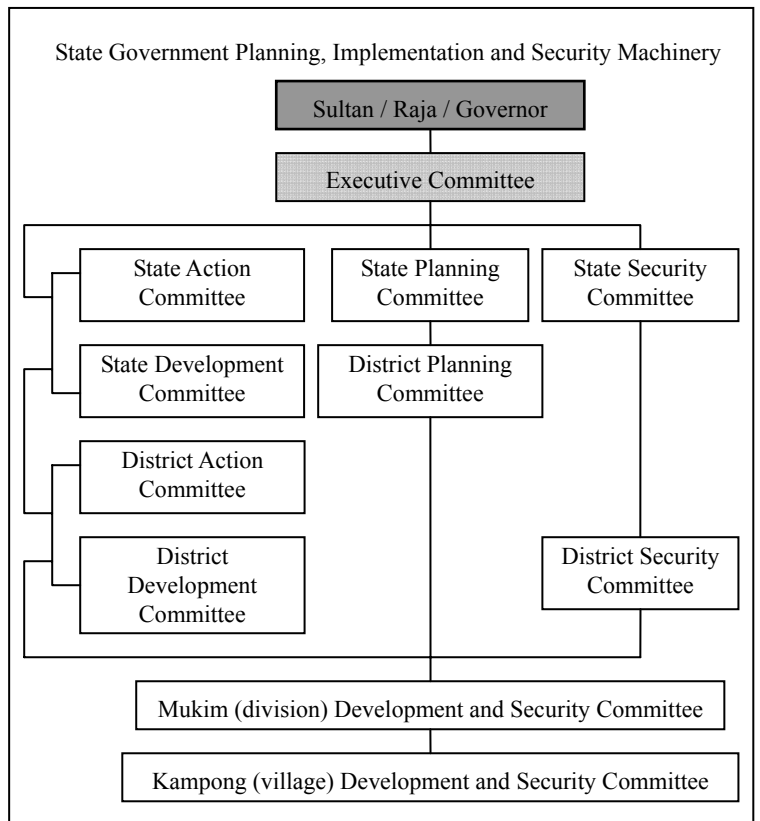 State Government Planning, Implementation and Security Machinery
Sultan / Raja / Governor
Executive Committee
State Action
Committee
State Planning
Committee
State Security
Committee
State Development
Committee
District Planning
Committee
District Action
Committee
District
Development
Committee
District Security
Committee
Mukim (division) Development and Security Committee
Kampong (village) Development and Security Committee